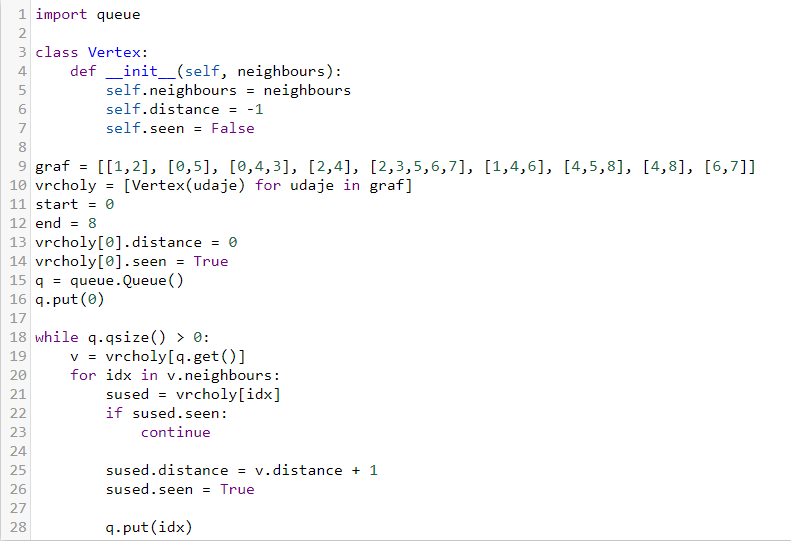 1 import queue
2
3 class Vertex:
4     def __init__(self, neighbours):
5         self.neighbours = neighbours
6         self.distance = -1
7         self.seen = False
8
9 graf = [[1,2], [0,5], [0,4,3], [2,4], [2,3,5,6,7], [1,4,6], [4,5,8], [4,8], [6,7]]
10 vrcholy = [Vertex(udaje) for udaje in graf]
11 start = 0
12 end = 8
13 vrcholy[0].distance = 0
14 vrcholy[0].seen = True
15 q = queue.Queue()
16 q.put(0)
17
18 while q.qsize() > 0:
19     v = vrcholy[q.get()]
20     for idx in v.neighbours:
21         sused = vrcholy[idx]
22         if sused.seen:
23             continue
24
25         sused.distance = v.distance + 1
26         sused.seen = True
27
28         q.put(idx)